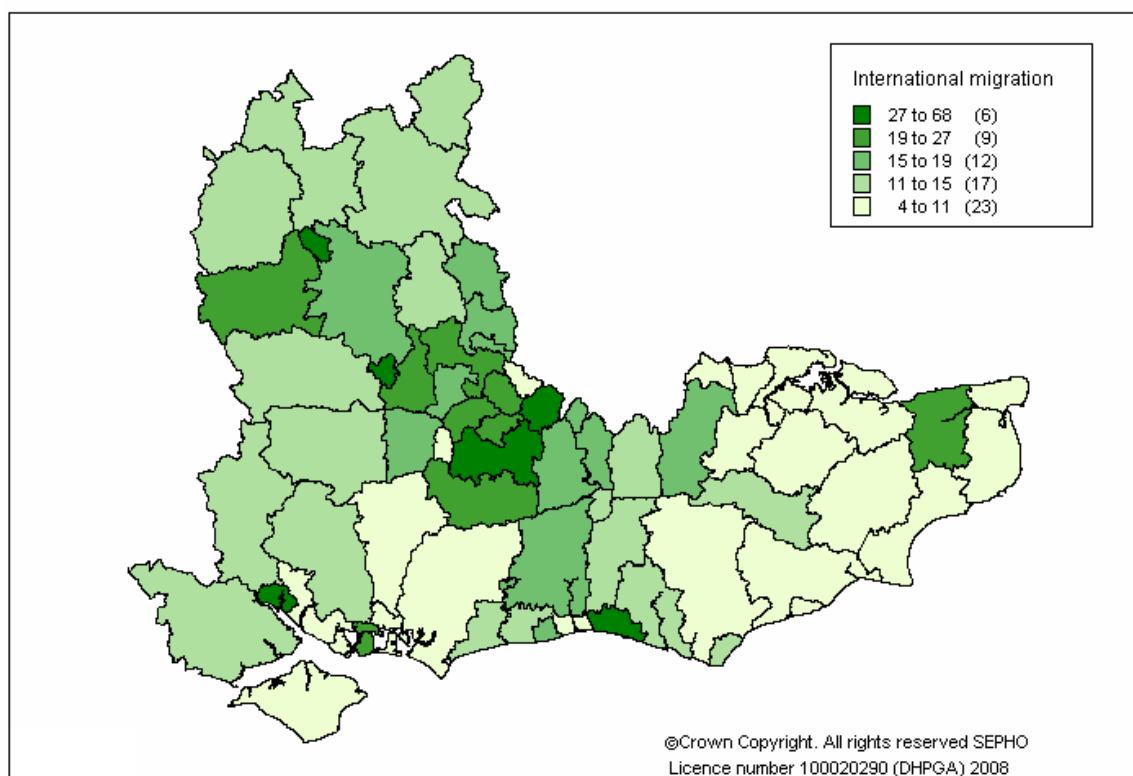 International migration
27 to 68 (6)
19 to 27 (9)
15 to 19 (12)
11 to 15 (17)
4 to 11 (23)
©Crown Copyright. All rights reserved SEPHO
Licence number 100020290 (DHPGA) 2008